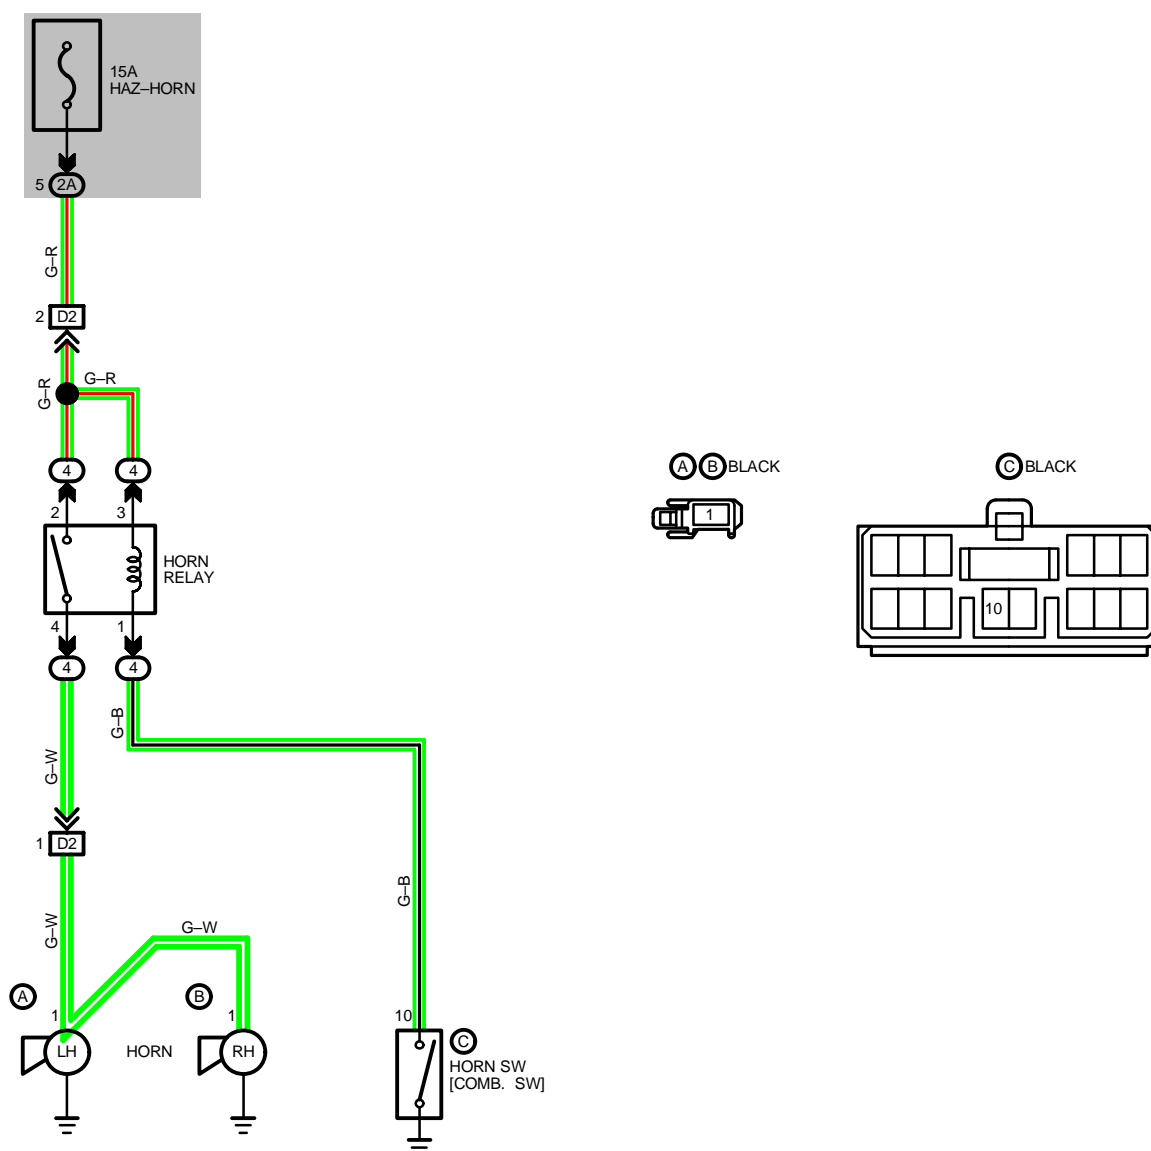 15A
HAZ–HORN
5 2A
G–R
2 D2
G–R
G–R
4 4
2 3
HORN
RELAY
4 1
4 4
G–B
G–W
1 D2
G–B
G–W
G–W
A B
1 1 10
LH HORN RH
C
HORN SW
[COMB. SW]
A B BLACK
1
C BLACK
10